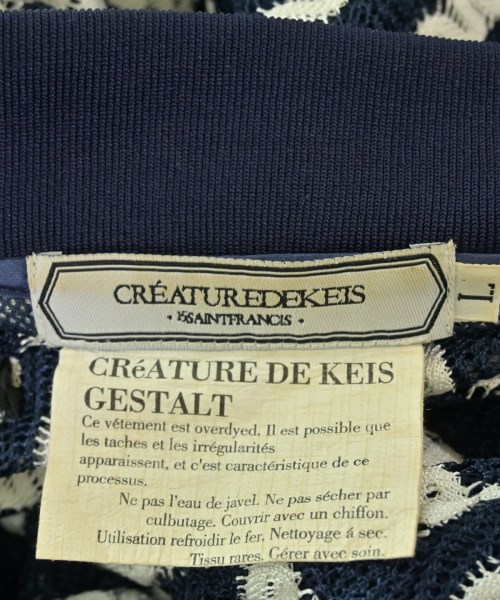 CRÉATUREDEKEIS
• 15SAINTFRANCIS •
L
CRéATURE DE KEIS
GESTALT
Ce vêtement est overdyed. Il est possible que
les taches et les irrégularités
apparaissent, et c'est caractéristique de ce
processus.
Ne pas l'eau de javel. Ne pas sécher par
culbutage. Couvrir avec un chiffon.
Utilisation refroidir le fer. Nettoyage á sec.
Tissu rares. Gérer avec soin.